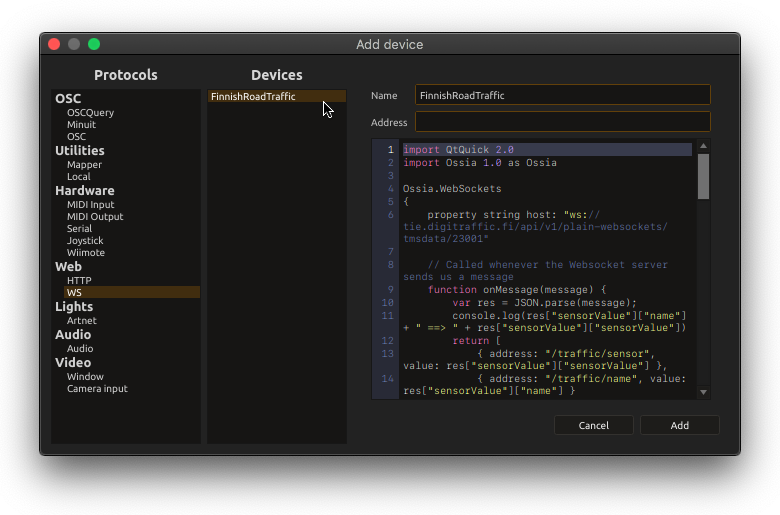 Add device
Protocols
OSC
OSCQuery
Minuit
OSC
Utilities
Mapper
Local
Hardware
MIDI Input
MIDI Output
Serial
Joystick
Wiimote
Web
HTTP
WS
Lights
Artnet
Audio
Audio
Video
Window
Camera input
Devices
FinnishRoadTraffic
Name FinnishRoadTraffic
Address
1 import QtQuick 2.0
2 import Ossia 1.0 as Ossia
3
4 Ossia.WebSockets
5 {
6 property string host: "ws://
tie.digitraffic.fi/api/v1/plain-websockets/
tmsdata/23001"
7
8 // Called whenever the Websocket server
sends us a message
9 function onMessage(message) {
10 var res = JSON.parse(message);
11 console.log(res["sensorValue"]["name"]
+ " ==> " + res["sensorValue"]["sensorValue"])
12 return [
13 { address: "/traffic/sensor",
value: res["sensorValue"]["sensorValue"] },
14 { address: "/traffic/name", value:
res["sensorValue"]["name"] }
Cancel Add